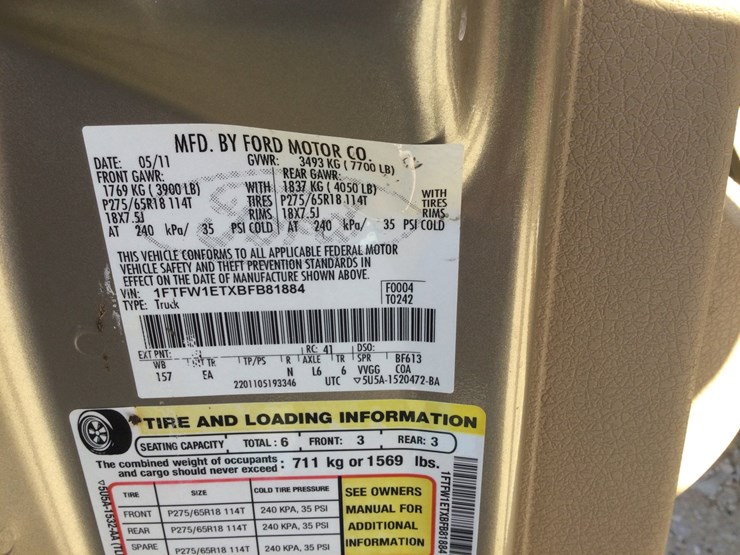 MFD. BY FORD MOTOR CO.
DATE: 05/11 GVWR: 3493 KG ( 7700 LB)
FRONT GAWR: REAR GAWR:
1769 KG ( 3900 LB) WITH 1837 KG ( 4050 LB) WITH
P275/65R18 114T TIRES P275/65R18 114T TIRES
18X7.5J RIMS 18X7.5J RIMS
AT 240 kPa/ 35 PSI COLD AT 240 kPa/ 35 PSI COLD
THIS VEHICLE CONFORMS TO ALL APPLICABLE FEDERAL MOTOR
VEHICLE SAFETY AND THEFT PREVENTION STANDARDS IN
EFFECT ON THE DATE OF MANUFACTURE SHOWN ABOVE.
VIN: 1FTFW1ETXBFB81884 F0004
TYPE: Truck T0242
EXT PNT: RC: 41 DSO:
WB TR TP/PS R AXLE TR SPR BF613
157 EA N L6 6 VVGG COA
2201105193346 UTC ▽5U5A-1520472-BA
TIRE AND LOADING INFORMATION
SEATING CAPACITY TOTAL : 6 FRONT: 3 REAR: 3
The combined weight of occupants and cargo should never exceed : 711 kg or 1569 lbs.
TIRE SIZE COLD TIRE PRESSURE SEE OWNERS
FRONT P275/65R18 114T 240 KPA, 35 PSI MANUAL FOR
REAR P275/65R18 114T 240 KPA, 35 PSI ADDITIONAL
SPARE P275/65R18 114T 240 KPA, 35 PSI INFORMATION
1FTFW1ETXBFB81884